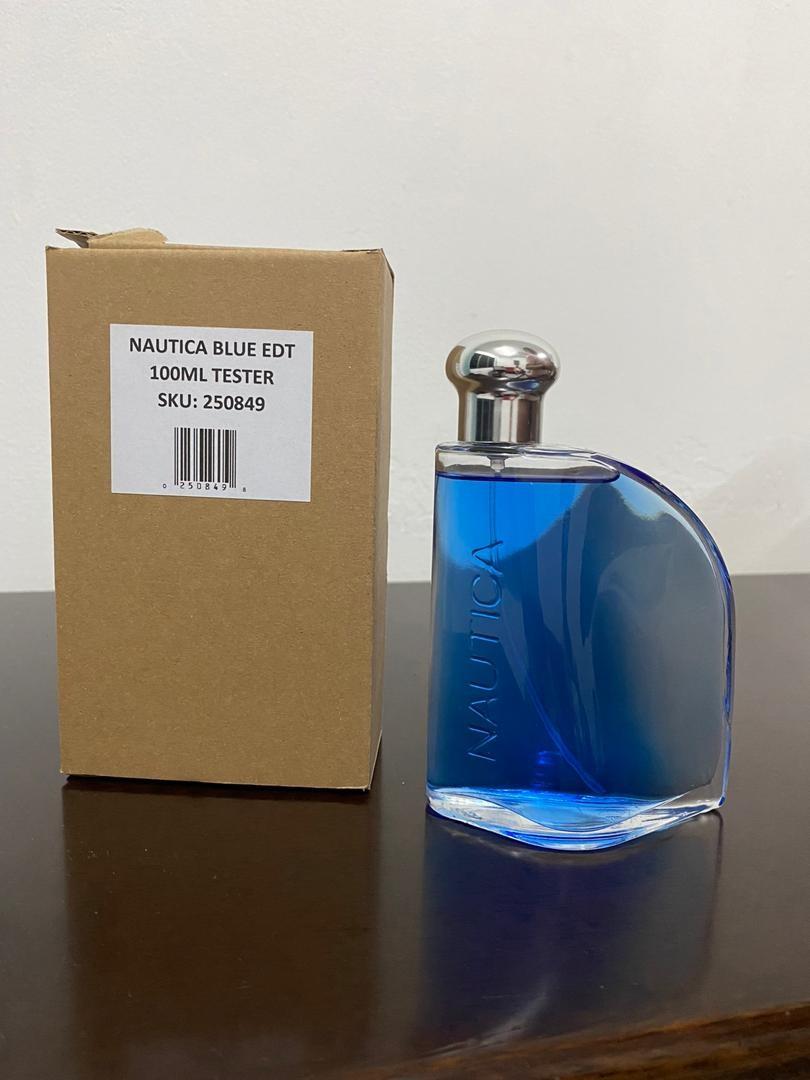 NAUTICA BLUE EDT
100ML TESTER
SKU: 250849
0 250849 8
NAUTICA